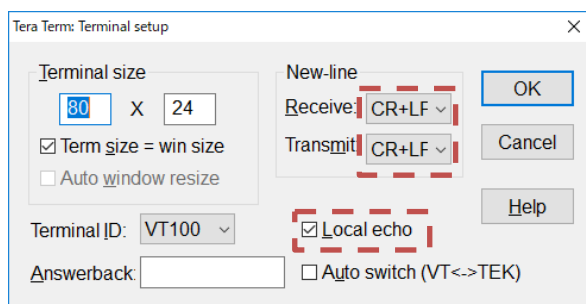 Tera Term: Terminal setup
Terminal size
80 X 24
Term size = win size
Auto window resize
New-line
Receive: CR+LF
Transmit: CR+LF
OK
Cancel
Help
Terminal ID: VT100
Local echo
Answerback:
Auto switch (VT<->TEK)